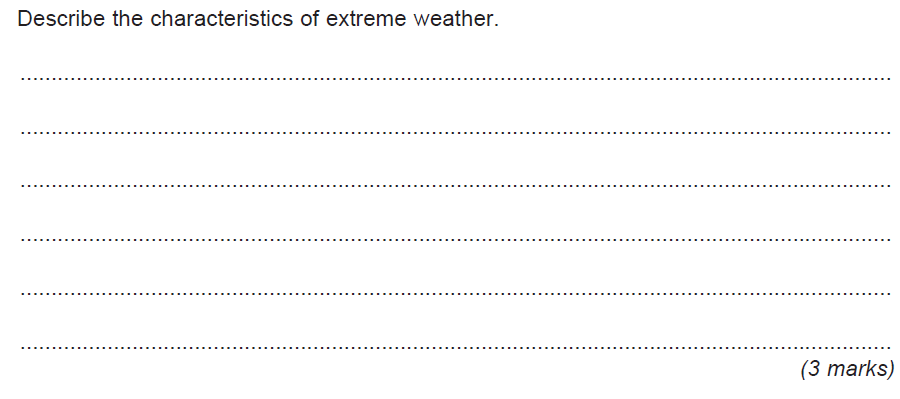 Describe the characteristics of extreme weather.
(3 marks)